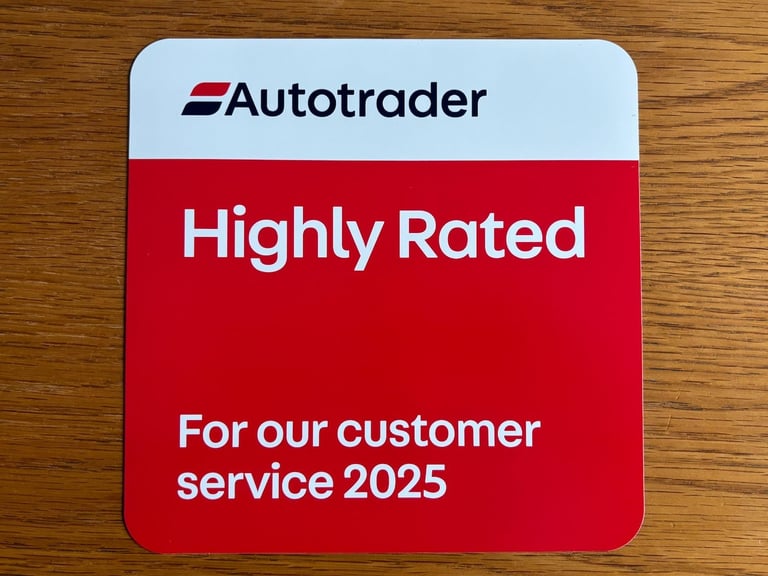 Autotrader
Highly Rated
For our customer
service 2025